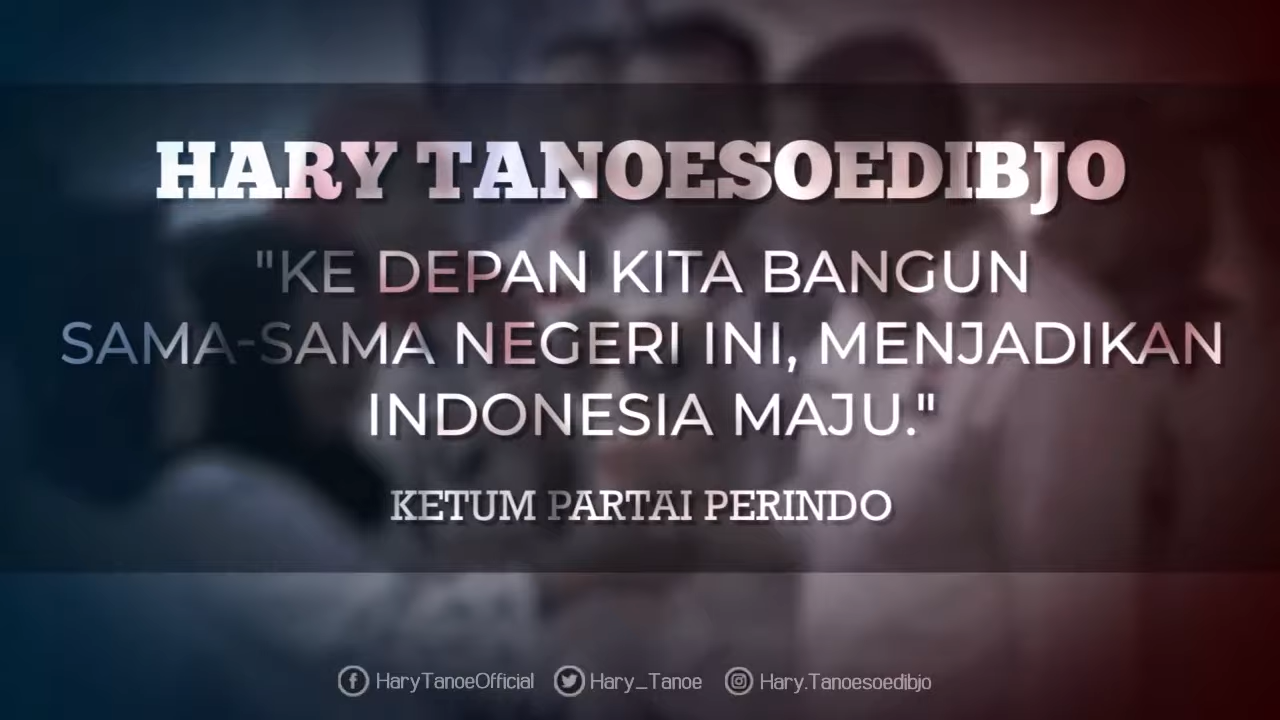 HARY TANOESOEDIBJO
"KE DEPAN KITA BANGUN
SAMA-SAMA NEGERI INI, MENJADIKAN
INDONESIA MAJU."
KETUM PARTAI PERINDO
HaryTanoeOfficial Hary_Tanoe Hary.Tanoesoedibjo